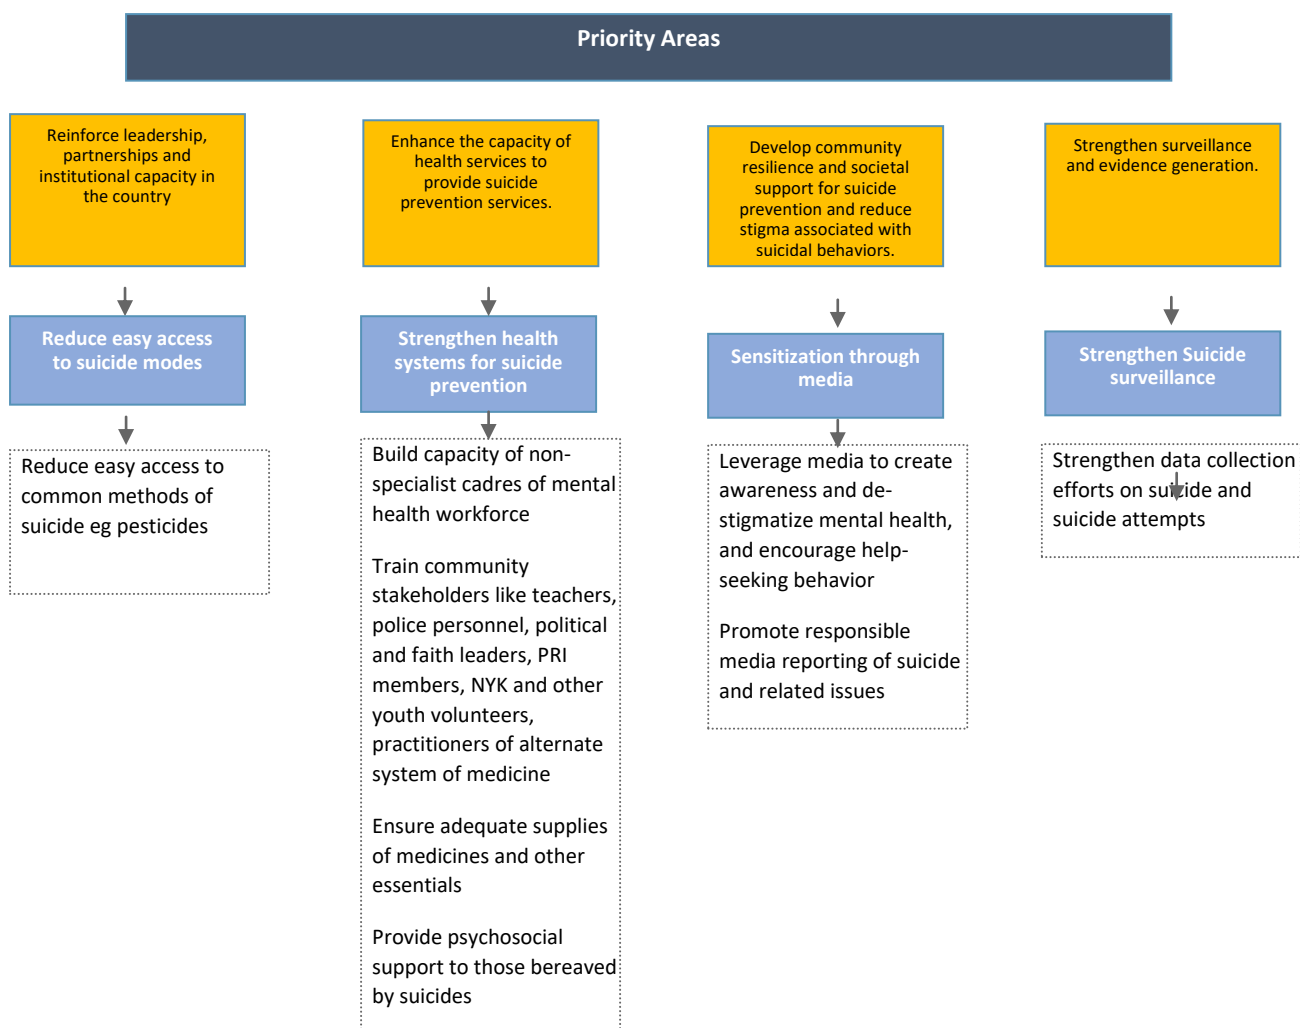 Priority Areas
Reinforce leadership,
partnerships and
institutional capacity in
the country
Enhance the capacity of
health services to
provide suicide
prevention services.
Develop community
resilience and societal
support for suicide
prevention and reduce
stigma associated with
suicidal behaviors.
Strengthen surveillance
and evidence generation.
Reduce easy access
to suicide modes
Strengthen health
systems for suicide
prevention
Sensitization through
media
Strengthen Suicide
surveillance
Reduce easy access to
common methods of
suicide eg pesticides
Build capacity of non-
specialist cadres of mental
health workforce
Train community
stakeholders like teachers,
police personnel, political
and faith leaders, PRI
members, NYK and other
youth volunteers,
practitioners of alternate
system of medicine
Ensure adequate supplies
of medicines and other
essentials
Provide psychosocial
support to those bereaved
by suicides
Leverage media to create
awareness and de-
stigmatize mental health,
and encourage help-
seeking behavior
Promote responsible
media reporting of suicide
and related issues
Strengthen data collection
efforts on suicide and
suicide attempts